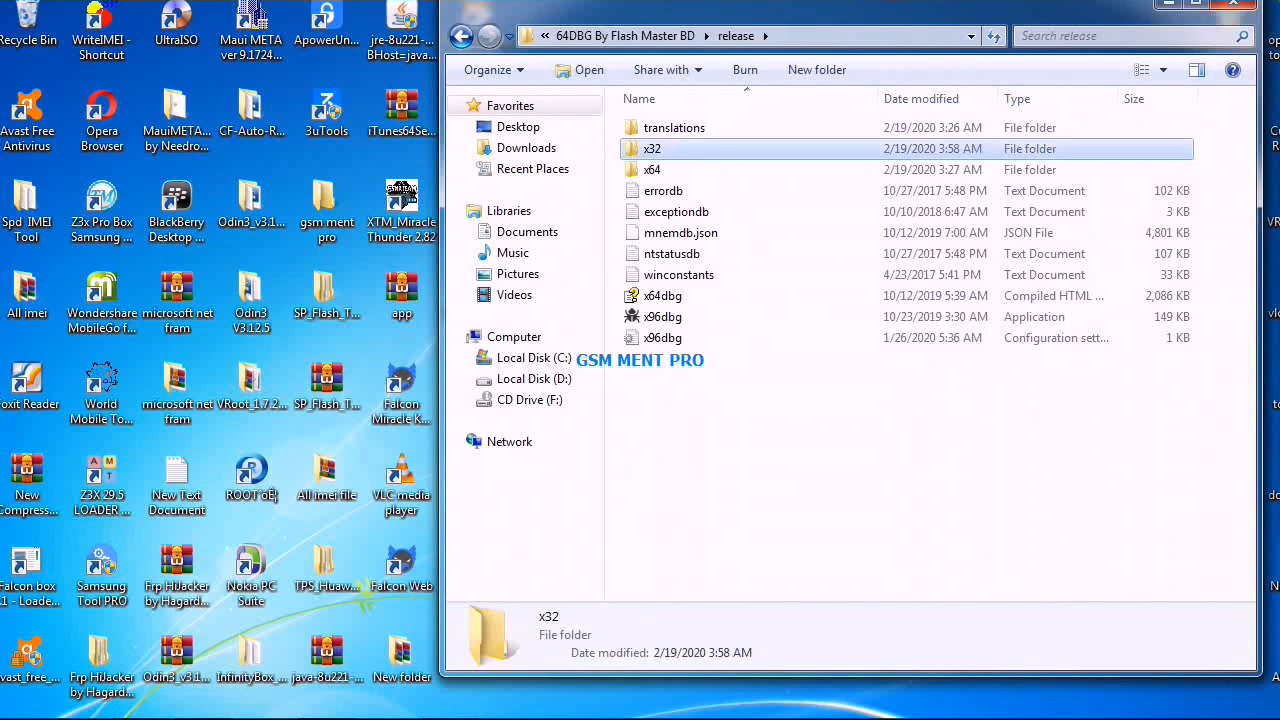 Recycle Bin
WriteIMEI - Shortcut
UltraISO
Maui META ver 9.1724...
ApowerUn...
jre-8u221-... BHost=java...
Avast Free Antivirus
Opera Browser
MauiMETA... by Needro...
CF-Auto-R...
3uTools
iTunes64Se...
Spd IMEI Tool
Z3x Pro Box Samsung ...
BlackBerry Desktop ...
Odin3_v3.1...
gsm ment pro
XTM_Miracle Thunder 2.82
All imei
Wondershare MobileGo f...
microsoft net fram
Odin3 V3.12.5
SP_Flash_T...
app
oxit Reader
World Mobile To...
microsoft net fram
VRoot_1.7.2...
SP_Flash_T...
Falcon Miracle K...
New Compress...
Z3X 29.5 LOADER ...
New Text Document
All imei file
VLC media player
Falcon box .1 - Loade...
Samsung Tool PRO
Frp HiJacker by Hagard...
Nokia PC Suite
TPS_Huaw...
Falcon Web
vast_free_...
Frp HiJacker by Hagard...
Odin3_v3.1...
InfinityBox_...
java-8u221-...
New folder
« 64DBG By Flash Master BD
release
Search release
Organize
Open
Share with
Burn
New folder
Favorites
Desktop
Downloads
Recent Places
Libraries
Documents
Music
Pictures
Videos
Computer
Local Disk (C:)
Local Disk (D:)
CD Drive (F:)
Network
Name Date modified Type Size
translations 2/19/2020 3:26 AM File folder
x32 2/19/2020 3:58 AM File folder
x64 2/19/2020 3:27 AM File folder
errordb 10/27/2017 5:48 PM Text Document 102 KB
exceptiondb 10/10/2018 6:47 AM Text Document 3 KB
mnemdb.json 10/12/2019 7:00 AM JSON File 4,801 KB
ntstatusdb 10/27/2017 5:48 PM Text Document 107 KB
winconstants 4/23/2017 5:41 PM Text Document 33 KB
x64dbg 10/12/2019 5:39 AM Compiled HTML ... 2,086 KB
x96dbg 10/23/2019 3:30 AM Application 149 KB
x96dbg 1/26/2020 5:36 AM Configuration sett... 1 KB
GSM MENT PRO
x32
File folder
Date modified: 2/19/2020 3:58 AM